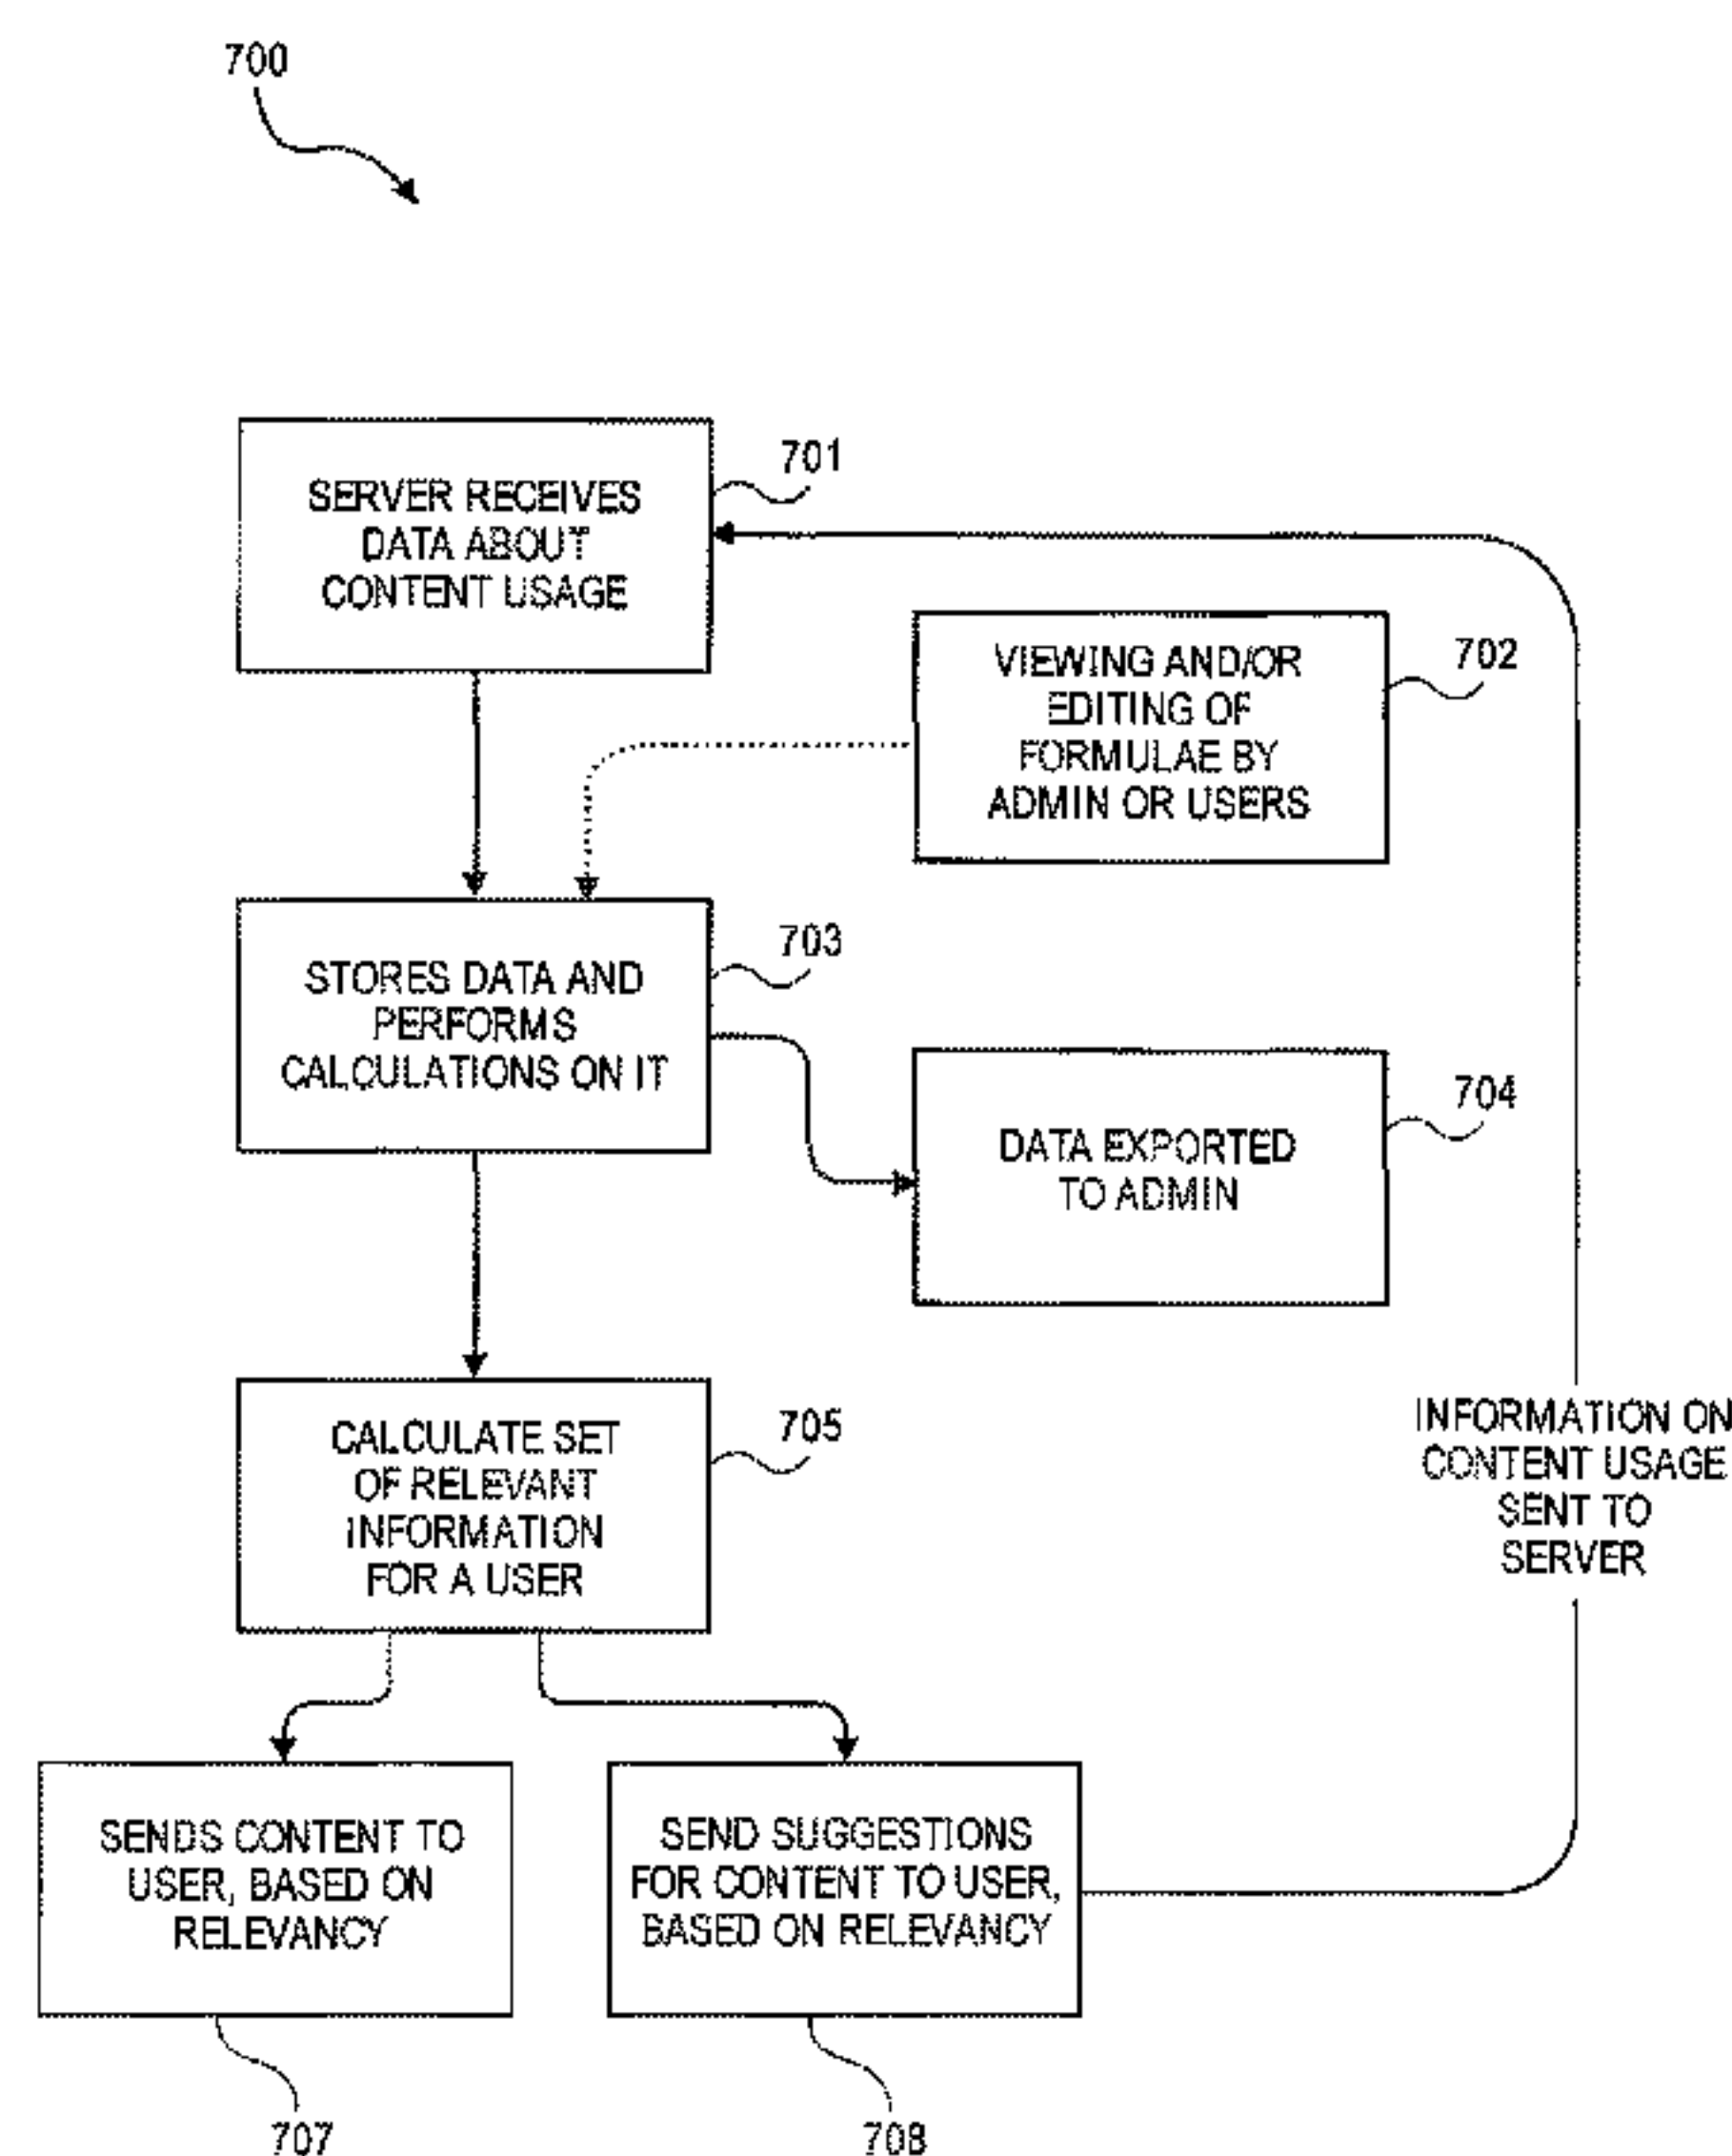 700
701
SERVER RECEIVES
DATA ABOUT
CONTENT USAGE
702
VIEWING AND/OR
EDITING OF
FORMULAE BY
ADMIN OR USERS
703
STORES DATA AND
PERFORMS
CALCULATIONS ON IT
704
DATA EXPORTED
TO ADMIN
705
CALCULATE SET
OF RELEVANT
INFORMATION
FOR A USER
INFORMATION ON
CONTENT USAGE
SENT TO
SERVER
SENDS CONTENT TO
USER, BASED ON
RELEVANCY
SEND SUGGESTIONS
FOR CONTENT TO USER,
BASED ON RELEVANCY
707
708